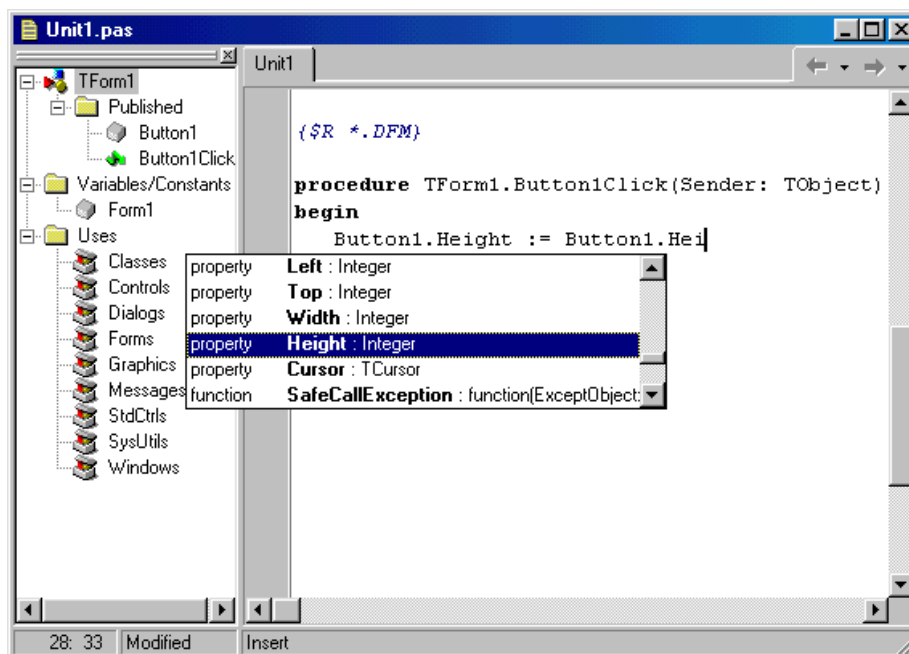 Unit1.pas
Unit1
TForm1
Published
Button1
Button1Click
Variables/Constants
Form1
Uses
Classes
Controls
Dialogs
Forms
Graphics
Messages
StdCtrls
SysUtils
Windows
{$R *.DFM}
procedure TForm1.Button1Click(Sender: TObject)
begin
Button1.Height := Button1.Hei
property Left : Integer
property Top : Integer
property Width : Integer
property Height : Integer
property Cursor : TCursor
function SafeCallException : function(ExceptObject:
28: 33 Modified Insert